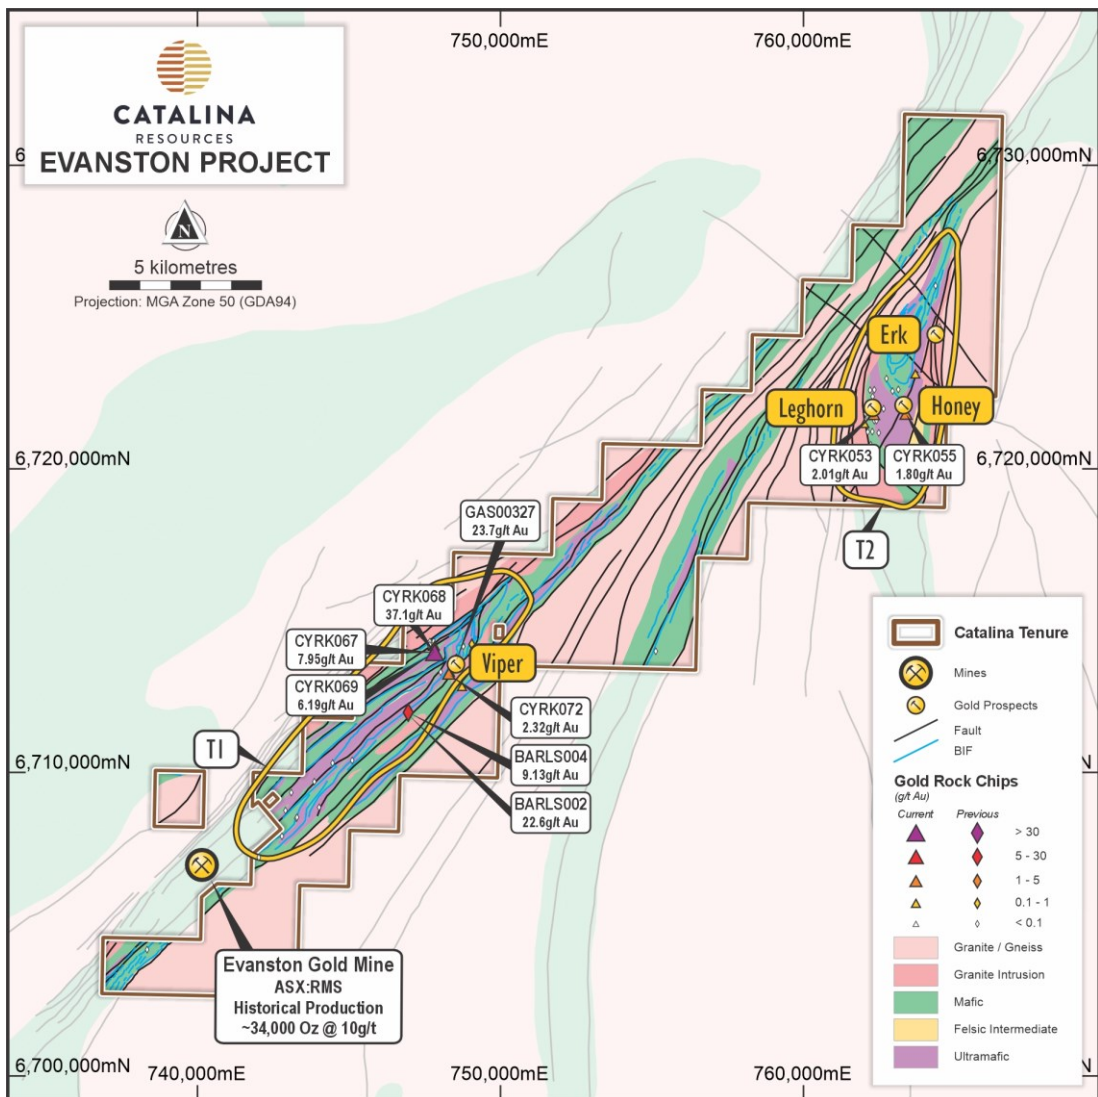 750,000mE
760,000mE
CATALINA
RESOURCES
EVANSTON PROJECT
6,730,000mN
N
5 kilometres
Projection: MGA Zone 50 (GDA94)
Erk
Leghorn
Honey
CYRK053
2.01g/t Au
CYRK055
1.80g/t Au
6,720,000mN
6,720,000mN
GAS00327
23.7g/t Au
T2
CYRK068
37.1g/t Au
CYRK067
7.95g/t Au
Viper
CYRK069
6.19g/t Au
CYRK072
2.32g/t Au
T1
BARLS004
9.13g/t Au
6,710,000mN
BARLS002
22.6g/t Au
Evanston Gold Mine
ASX:RMS
Historical Production
~34,000 Oz @ 10g/t
Catalina Tenure
Mines
Gold Prospects
Fault
BIF
Gold Rock Chips
(g/t Au)
Current
Previous
> 30
5 - 30
1 - 5
0.1 - 1
< 0.1
Granite / Gneiss
Granite Intrusion
Mafic
Felsic Intermediate
Ultramafic
6,700,000mN
740,000mE
750,000mE
760,000mE